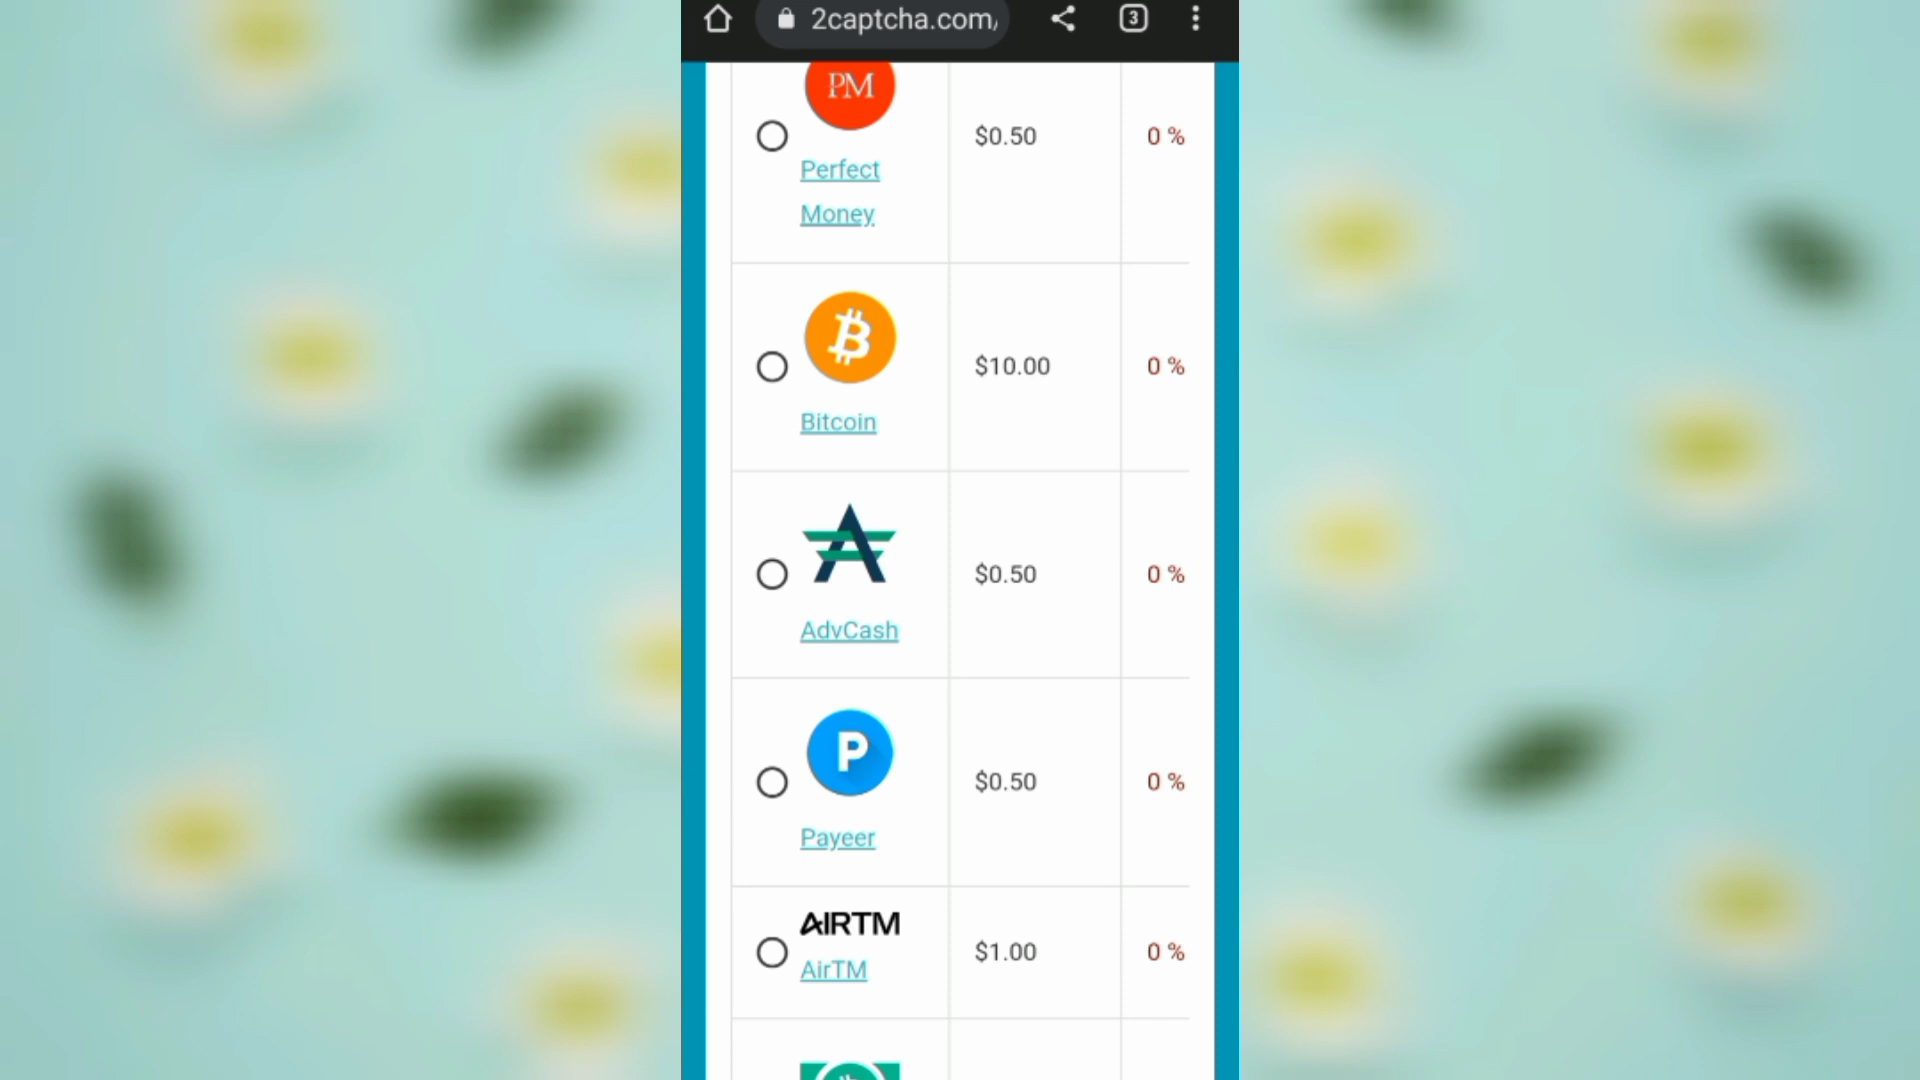 2captcha.com/
3
PM
Perfect
Money
$0.50
0 %
Bitcoin
$10.00
0 %
AdvCash
$0.50
0 %
P
Payeer
$0.50
0 %
AIRTM
AirTM
$1.00
0 %